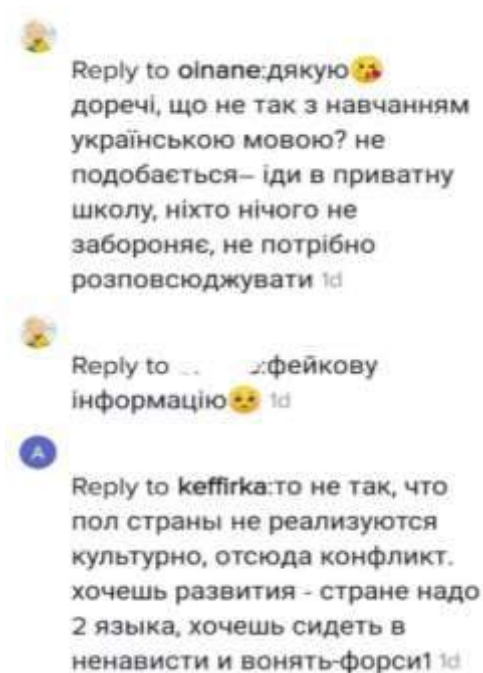 Reply to olnane:дякую😘
доречі, що не так з навчанням
українською мовою? не
подобається– іди в приватну
школу, ніхто нічого не
забороняє, не потрібно
розповсюджувати 1d
Reply to :фейкову
інформацію🥺 1d
A
Reply to keffirka:то не так, что
пол страны не реализуются
культурно, отсюда конфликт.
хочешь развития - стране надо
2 языка, хочешь сидеть в
ненависти и вонять-форси1 1d